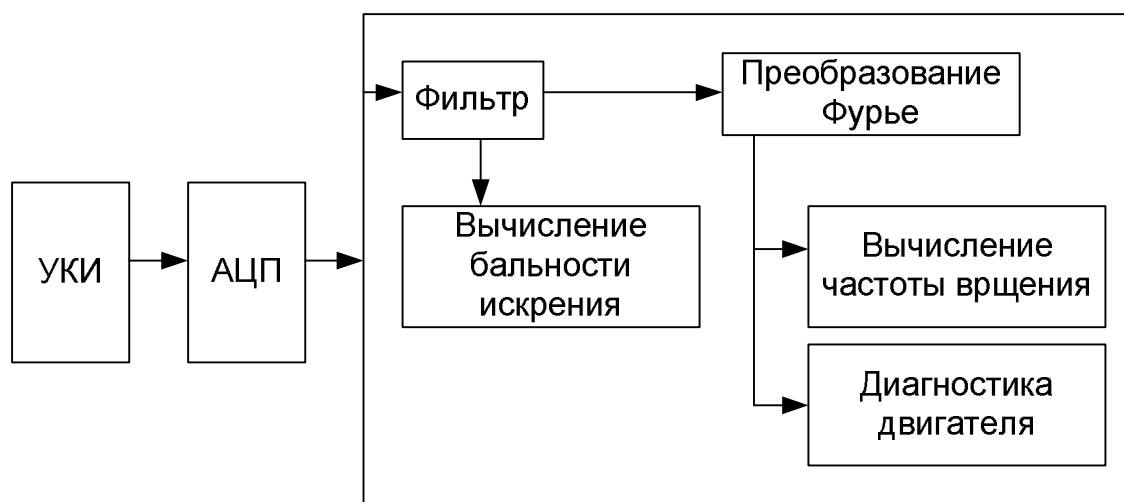 УКИ
АЦП
Фильтр
Преобразование
Фурье
Вычисление
бальности
искрения
Вычисление
частоты врщения
Диагностика
двигателя